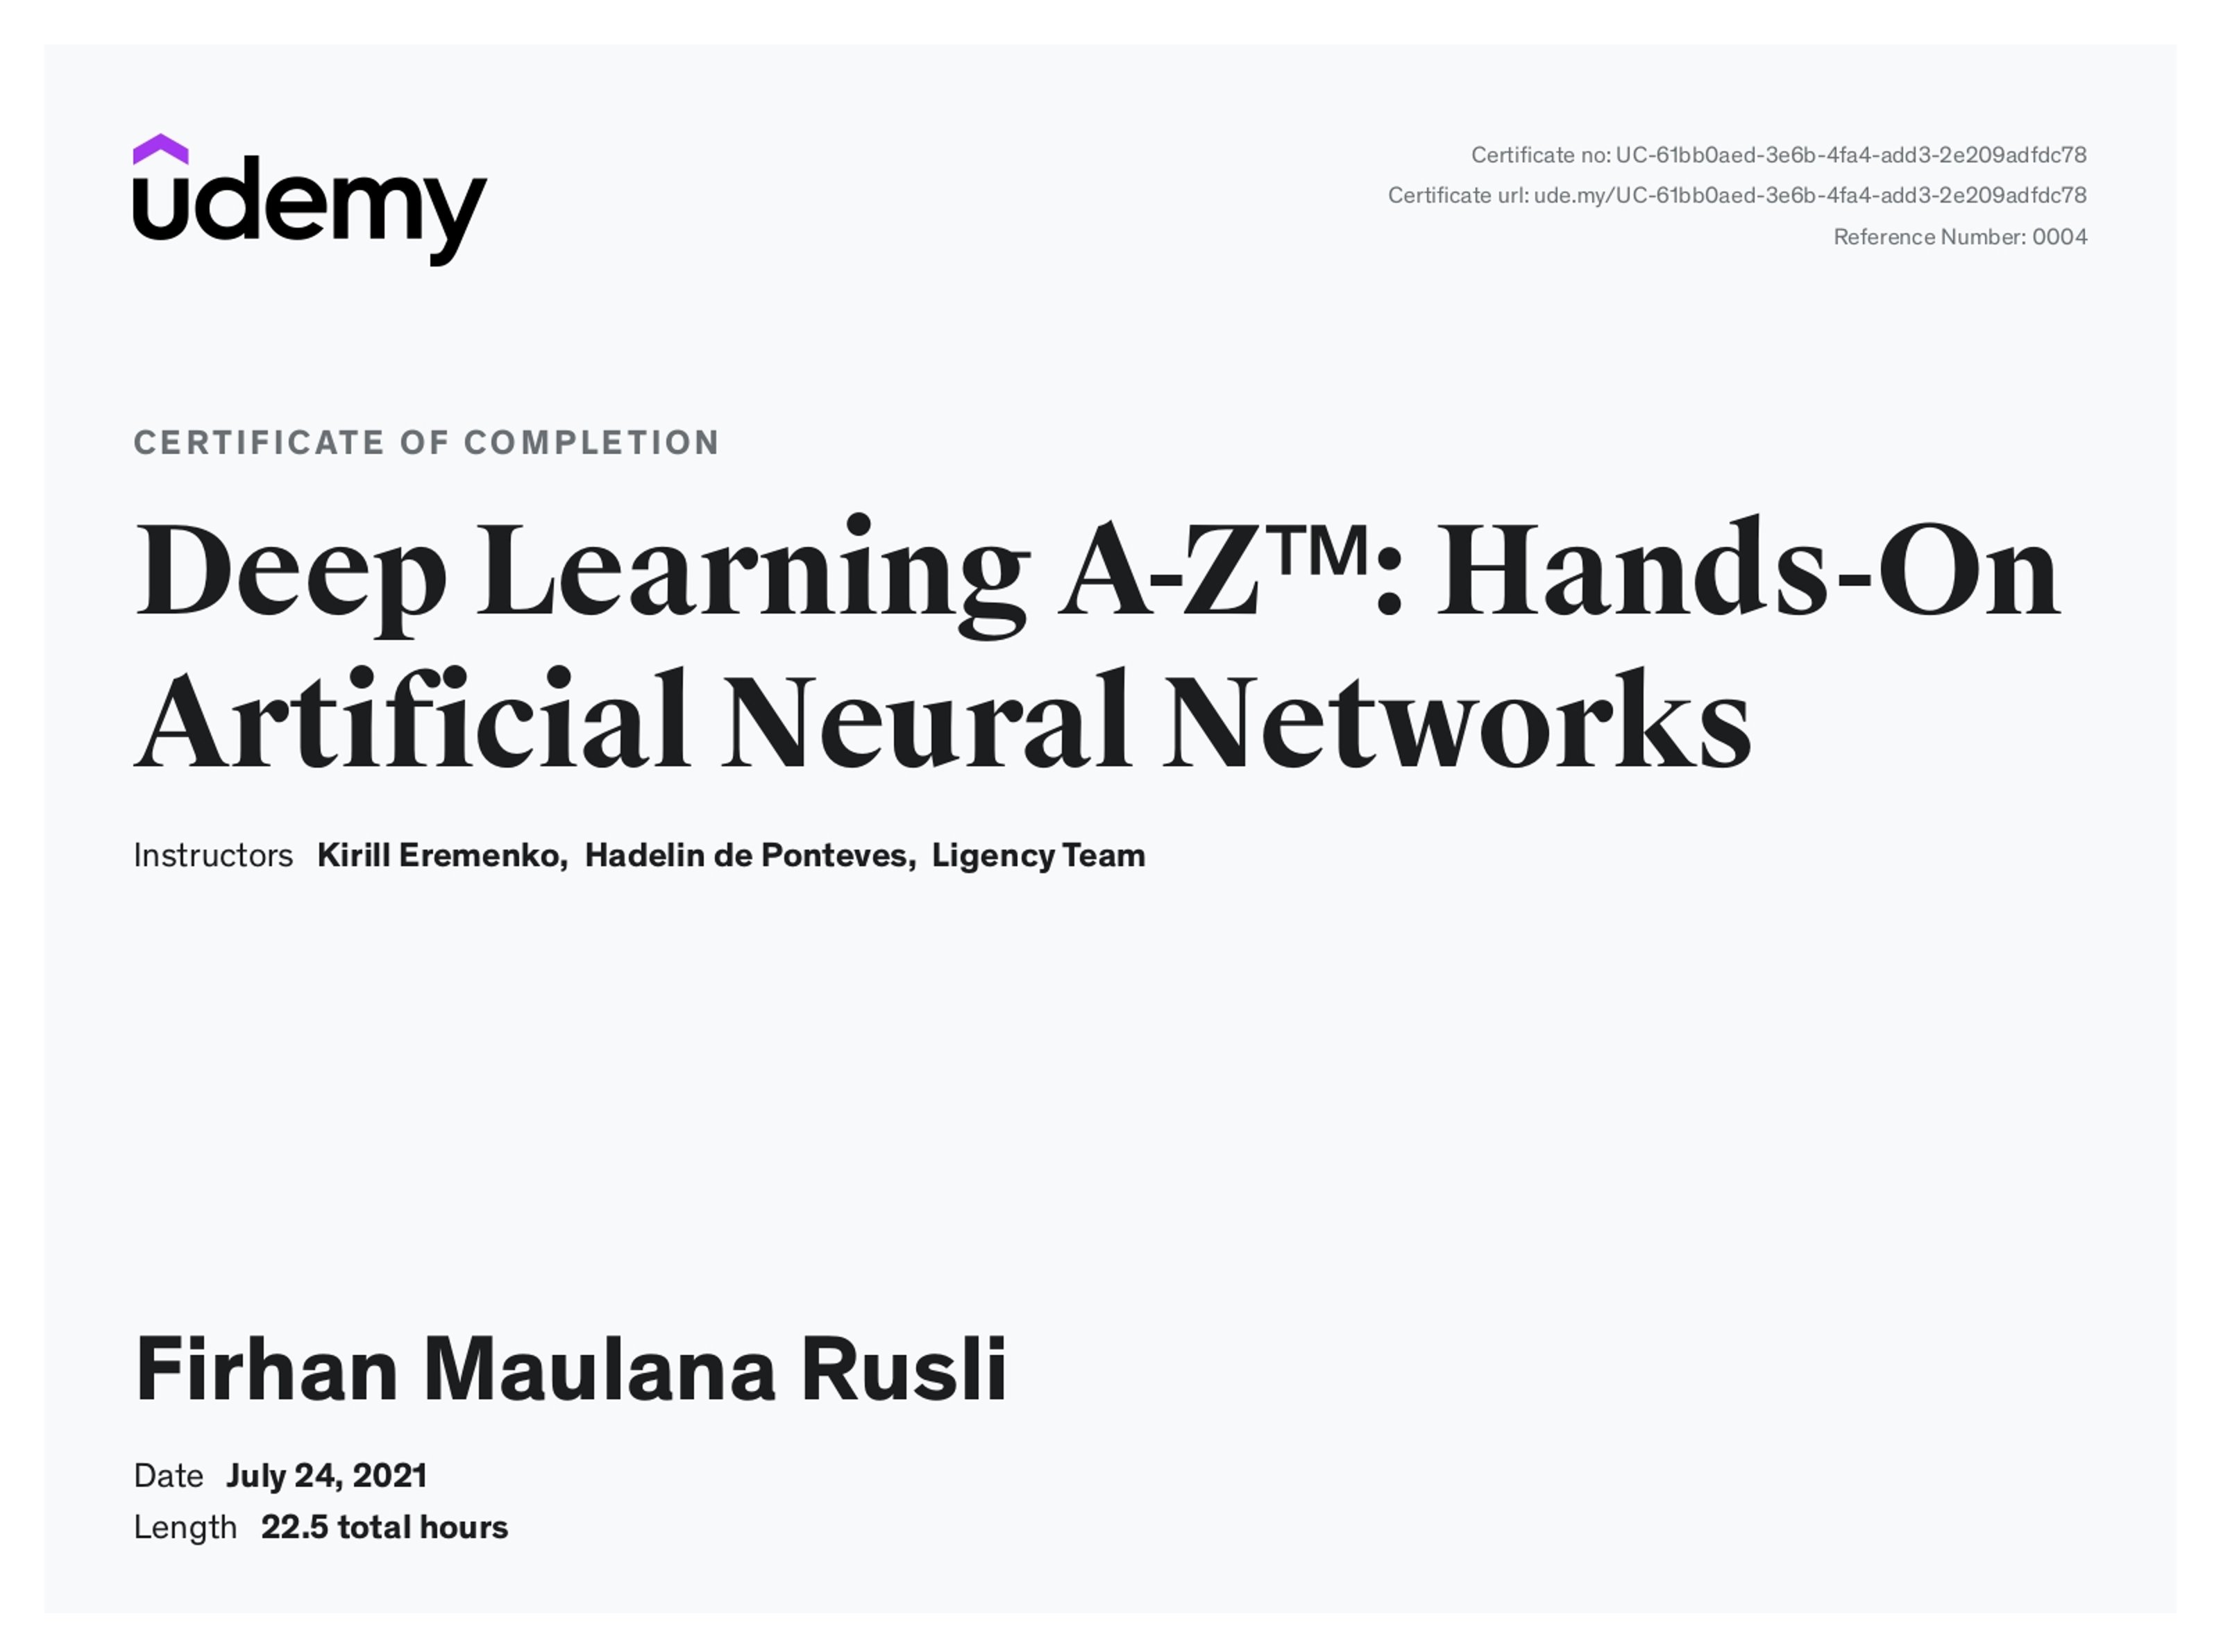 udemy
Certificate no: UC-61bb0aed-3e6b-4fa4-add3-2e209adfdc78
Certificate url: ude.my/UC-61bb0aed-3e6b-4fa4-add3-2e209adfdc78
Reference Number: 0004
CERTIFICATE OF COMPLETION
Deep Learning A-Z™: Hands-On
Artificial Neural Networks
Instructors Kirill Eremenko, Hadelin de Ponteves, Ligency Team
Firhan Maulana Rusli
Date July 24, 2021
Length 22.5 total hours